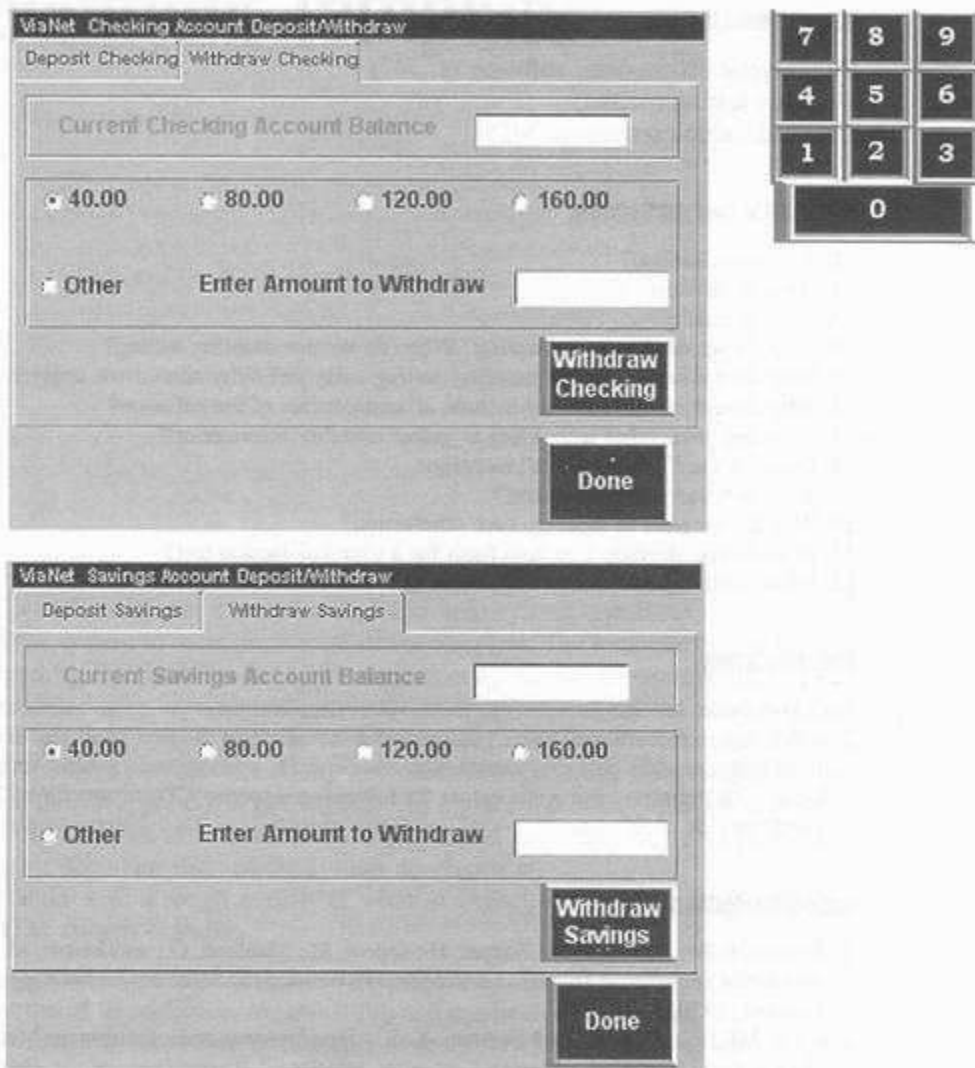 ViaNet Checking Account Deposit/Withdraw
Deposit Checking Withdraw Checking
Current Checking Account Balance
40.00 80.00 120.00 160.00
Other Enter Amount to Withdraw
Withdraw
Checking
Done
7 8 9
4 5 6
1 2 3
0
ViaNet Savings Account Deposit/Withdraw
Deposit Savings Withdraw Savings
Current Savings Account Balance
40.00 80.00 120.00 160.00
Other Enter Amount to Withdraw
Withdraw
Savings
Done